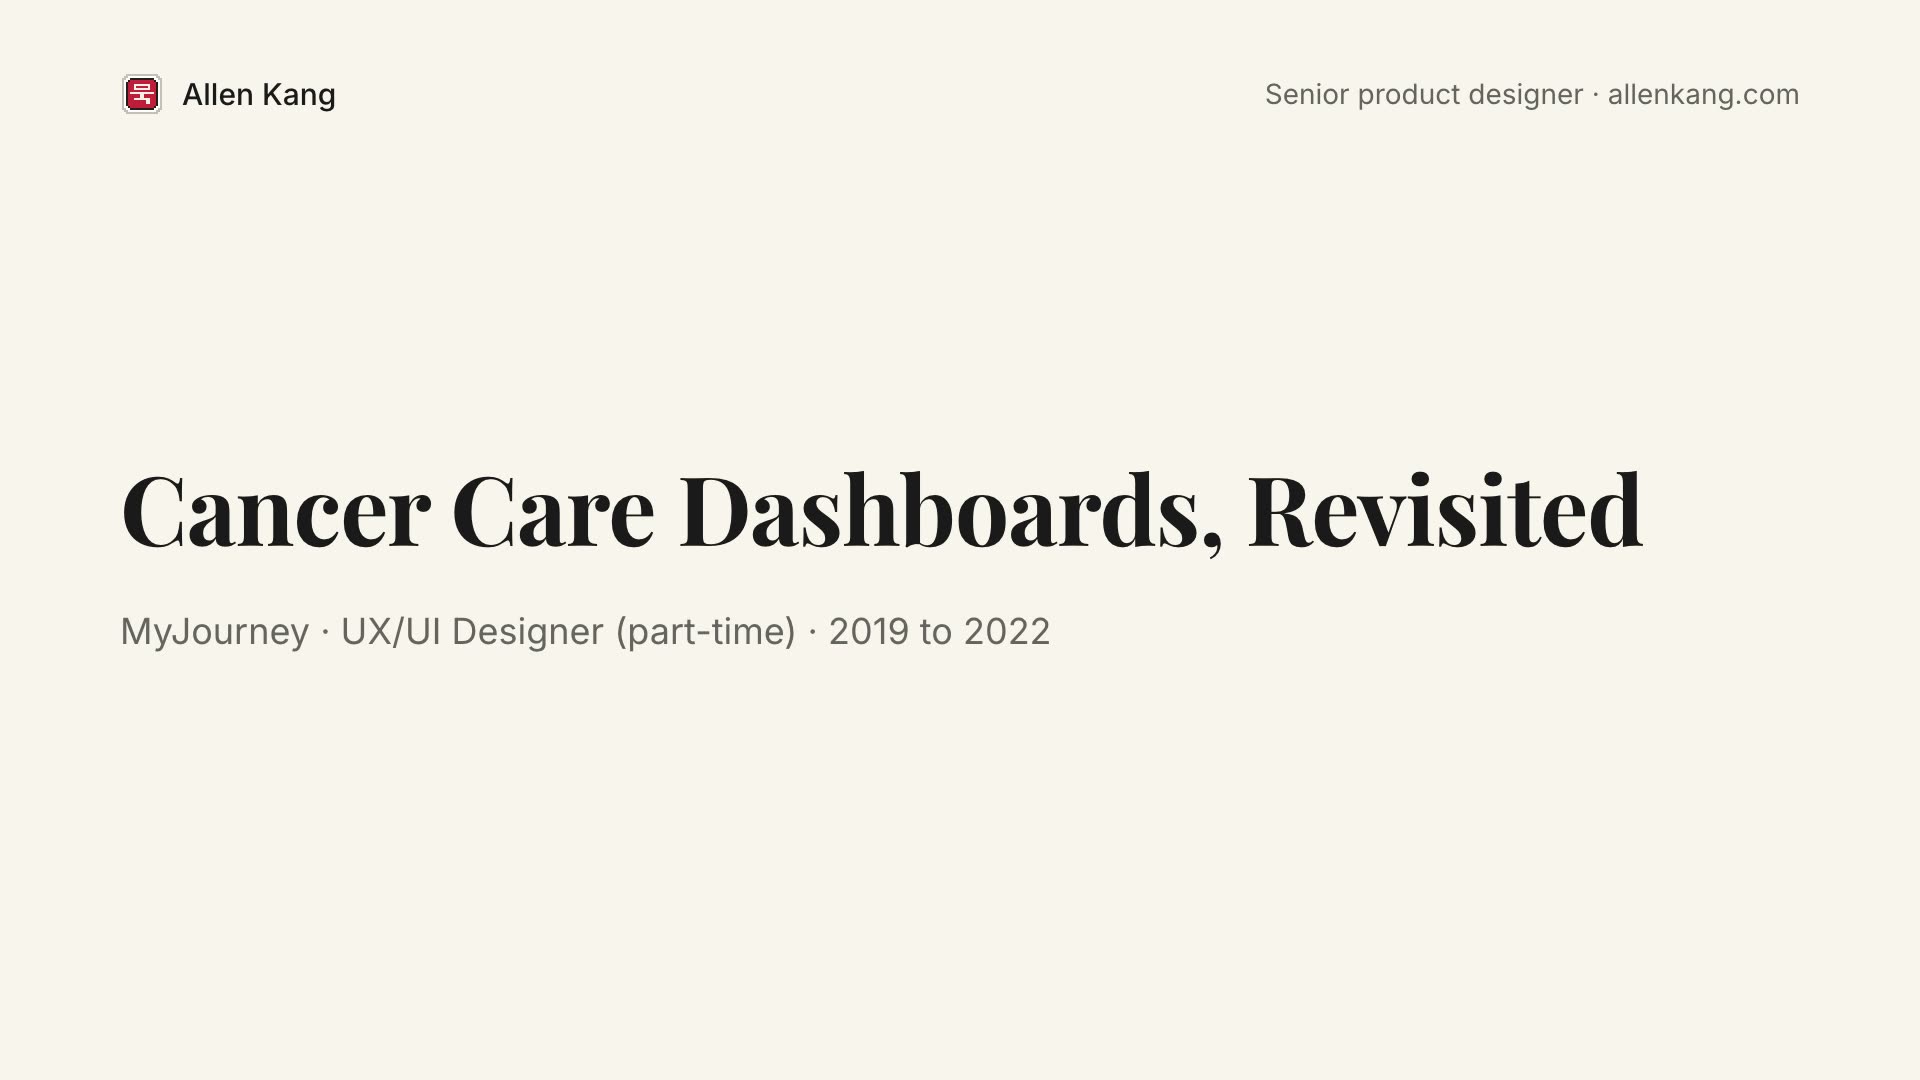 묵
Allen Kang
Senior product designer · allenkang.com
Cancer Care Dashboards, Revisited
MyJourney · UX/UI Designer (part-time) · 2019 to 2022